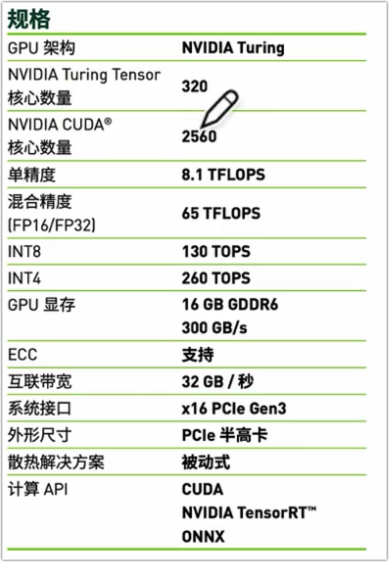 规格
GPU 架构 NVIDIA Turing
NVIDIA Turing Tensor
核心数量 320
NVIDIA CUDA®
核心数量 2560
单精度 8.1 TFLOPS
混合精度
(FP16/FP32) 65 TFLOPS
INT8 130 TOPS
INT4 260 TOPS
GPU 显存 16 GB GDDR6
300 GB/s
ECC 支持
互联带宽 32 GB / 秒
系统接口 x16 PCIe Gen3
外形尺寸 PCIe 半高卡
散热解决方案 被动式
计算 API CUDA
NVIDIA TensorRT™
ONNX